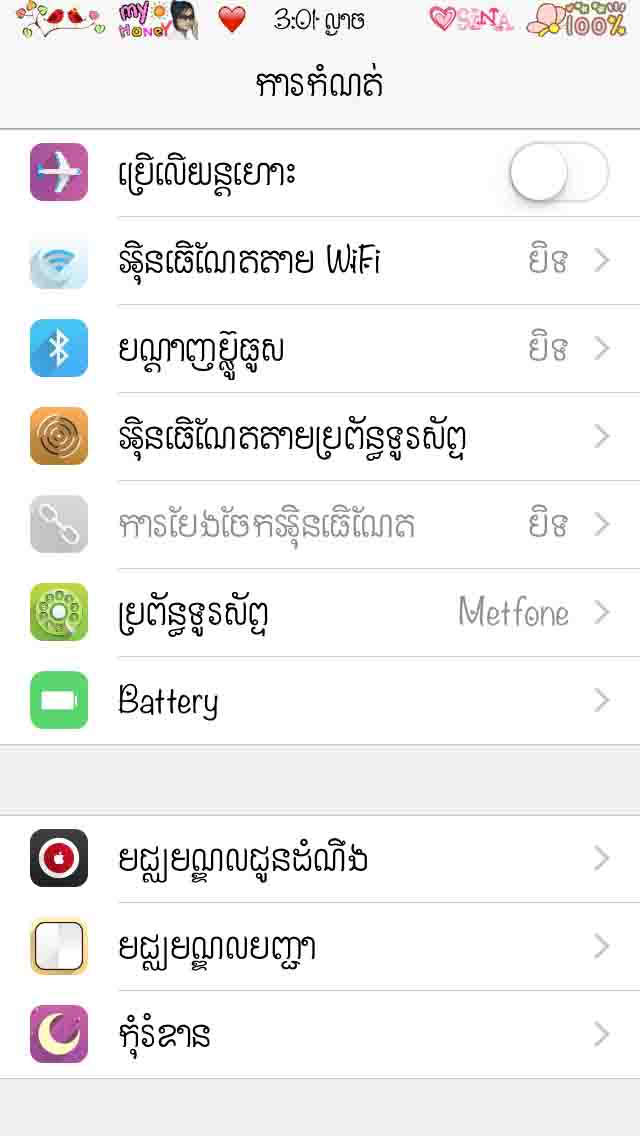 my HONEY 3:01 ល្ងាច SENA 100%
ការកំណត់
ប្រើលើយន្តហោះ
អ៊ិនធើណែតតាម WiFi បិទ
បណ្ដាញប្ល៊ូធូស បិទ
អ៊ិនធើណែតតាមប្រព័ន្ធទូរស័ព្ទ
ការបែងចែកអ៊ិនធើណែត បិទ
ប្រព័ន្ធទូរស័ព្ទ Metfone
Battery
មជ្ឈមណ្ឌលជូនដំណឹង
មជ្ឈមណ្ឌលបញ្ជា
កុំរំខាន